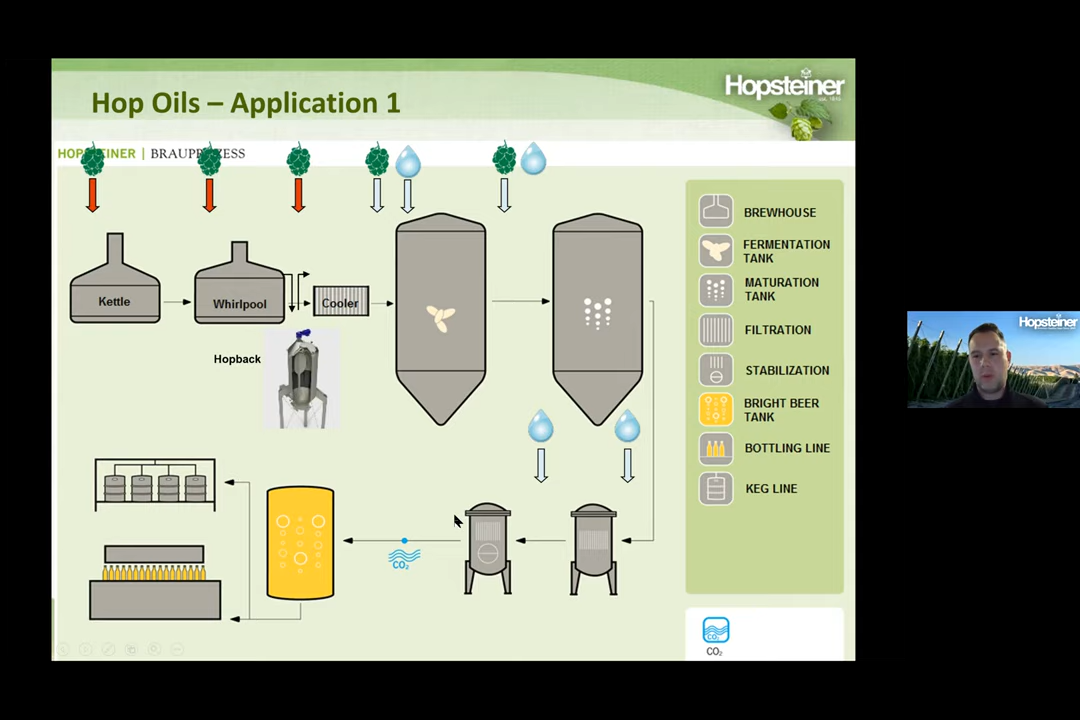 Hop Oils – Application 1
Hopsteiner
HOPSTEINER | BRAUPROZESS
Kettle
Whirlpool
Cooler
Hopback
CO₂
BREWHOUSE
FERMENTATION
TANK
MATURATION
TANK
FILTRATION
STABILIZATION
BRIGHT BEER
TANK
BOTTLING LINE
KEG LINE
CO₂
CO₂
Hopsteiner